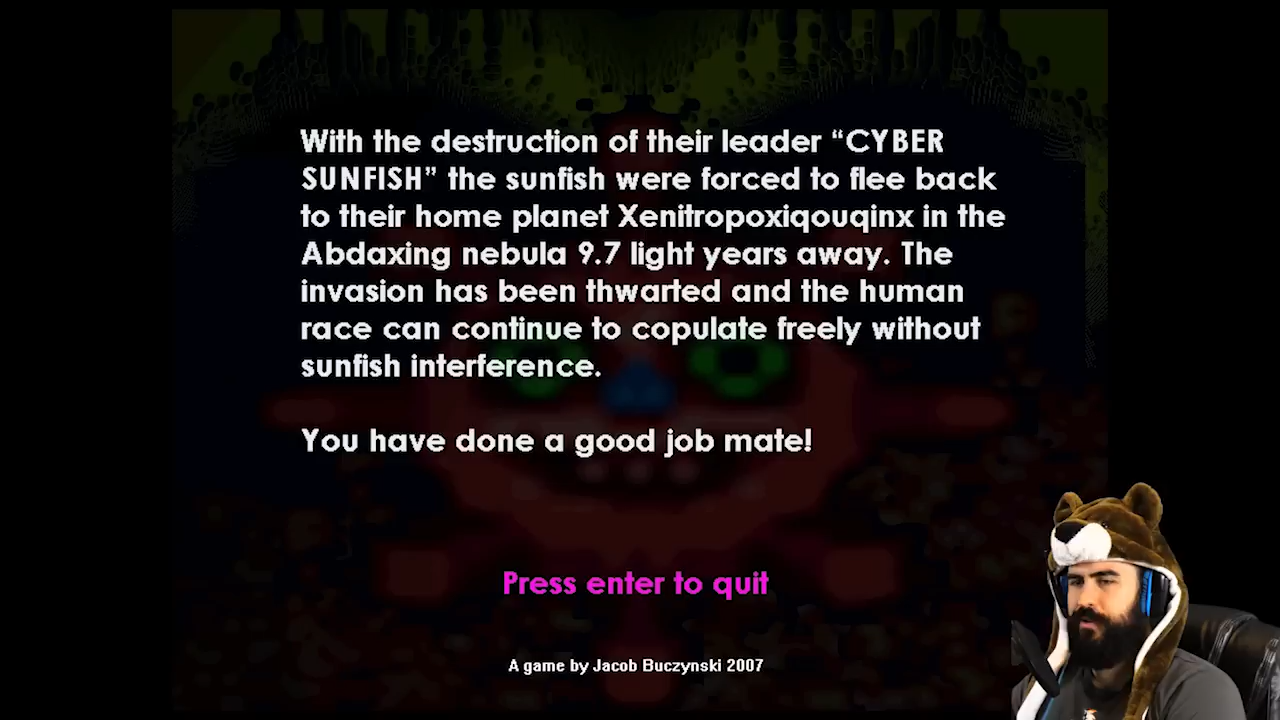 With the destruction of their leader “CYBER
SUNFISH” the sunfish were forced to flee back
to their home planet Xenitropoxiqouqinx in the
Abdaxing nebula 9.7 light years away. The
invasion has been thwarted and the human
race can continue to copulate freely without
sunfish interference.
You have done a good job mate!
Press enter to quit
A game by Jacob Buczynski 2007